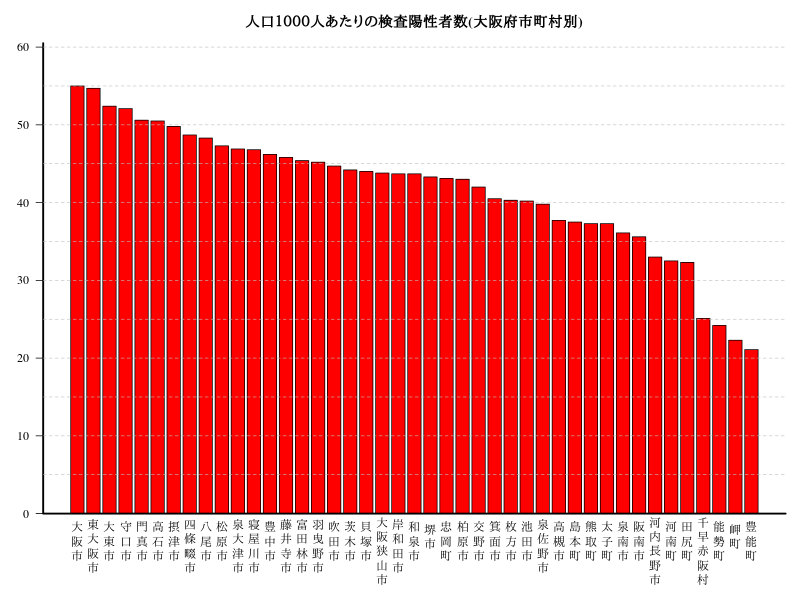 人口1000人あたりの検査陽性者数(大阪府市町村別)
60
50
40
30
20
10
0
大阪市
東大阪市
大東市
守口市
門真市
高石市
摂津市
四條畷市
八尾市
松原市
泉大津市
寝屋川市
豊中市
藤井寺市
富田林市
羽曳野市
吹田市
茨木市
貝塚市
大阪狭山市
岸和田市
和泉市
堺市
忠岡町
柏原市
交野市
箕面市
枚方市
池田市
泉佐野市
高槻市
島本町
熊取町
太子町
泉南市
阪南市
河内長野市
河南町
田尻町
千早赤阪村
能勢町
岬町
豊能町